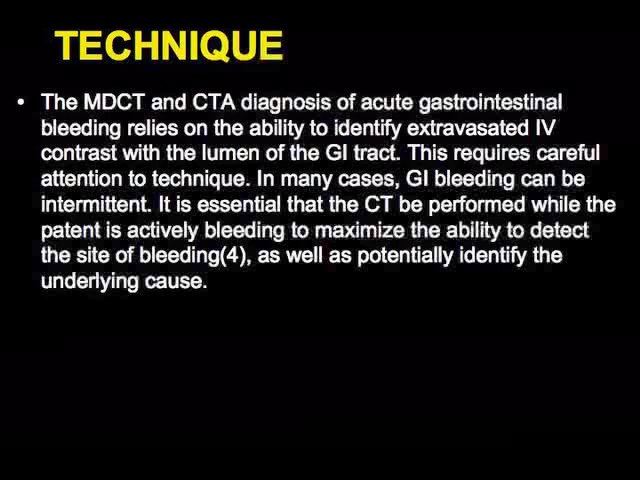 TECHNIQUE
• The MDCT and CTA diagnosis of acute gastrointestinal
bleeding relies on the ability to identify extravasated IV
contrast with the lumen of the GI tract. This requires careful
attention to technique. In many cases, GI bleeding can be
intermittent. It is essential that the CT be performed while the
patent is actively bleeding to maximize the ability to detect
the site of bleeding(4), as well as potentially identify the
underlying cause.